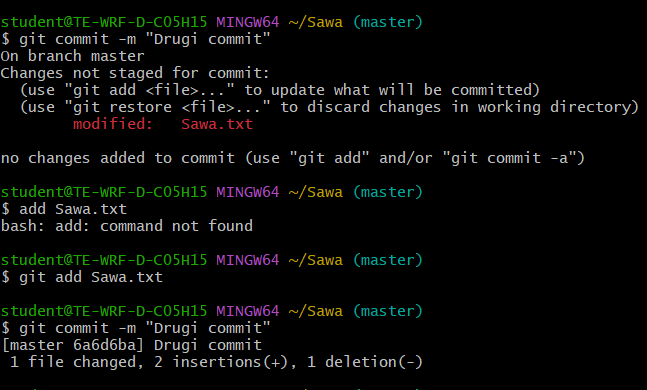 student@TE-WRF-D-CO5H15 MINGW64 ~/Sawa (master)
$ git commit -m "Drugi commit"
On branch master
Changes not staged for commit:
  (use "git add <file>..." to update what will be committed)
  (use "git restore <file>..." to discard changes in working directory)
        modified:   Sawa.txt

no changes added to commit (use "git add" and/or "git commit -a")

student@TE-WRF-D-CO5H15 MINGW64 ~/Sawa (master)
$ add Sawa.txt
bash: add: command not found

student@TE-WRF-D-CO5H15 MINGW64 ~/Sawa (master)
$ git add Sawa.txt

student@TE-WRF-D-CO5H15 MINGW64 ~/Sawa (master)
$ git commit -m "Drugi commit"
[master 6a6d6ba] Drugi commit
 1 file changed, 2 insertions(+), 1 deletion(-)